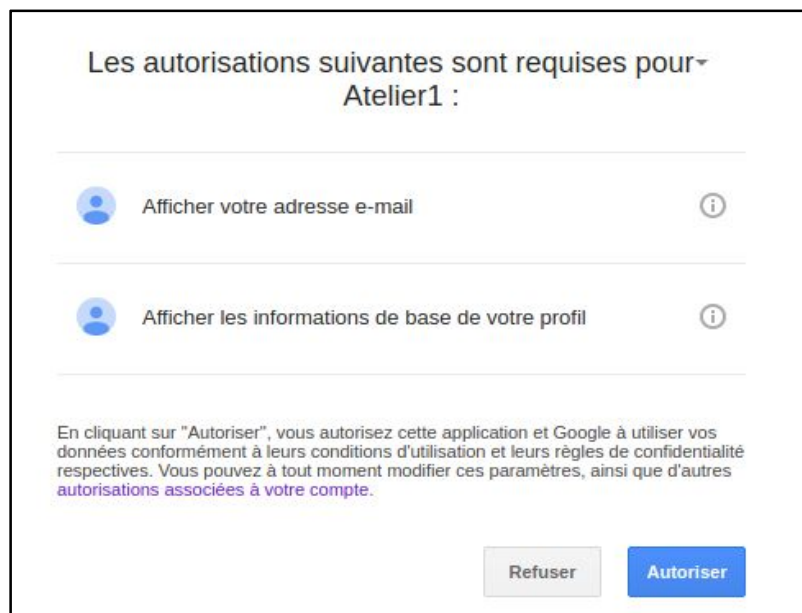 Les autorisations suivantes sont requises pour
Atelier1 :
Afficher votre adresse e-mail
Afficher les informations de base de votre profil
En cliquant sur "Autoriser", vous autorisez cette application et Google à utiliser vos
données conformément à leurs conditions d'utilisation et leurs règles de confidentialité
respectives. Vous pouvez à tout moment modifier ces paramètres, ainsi que d'autres
autorisations associées à votre compte.
Refuser
Autoriser